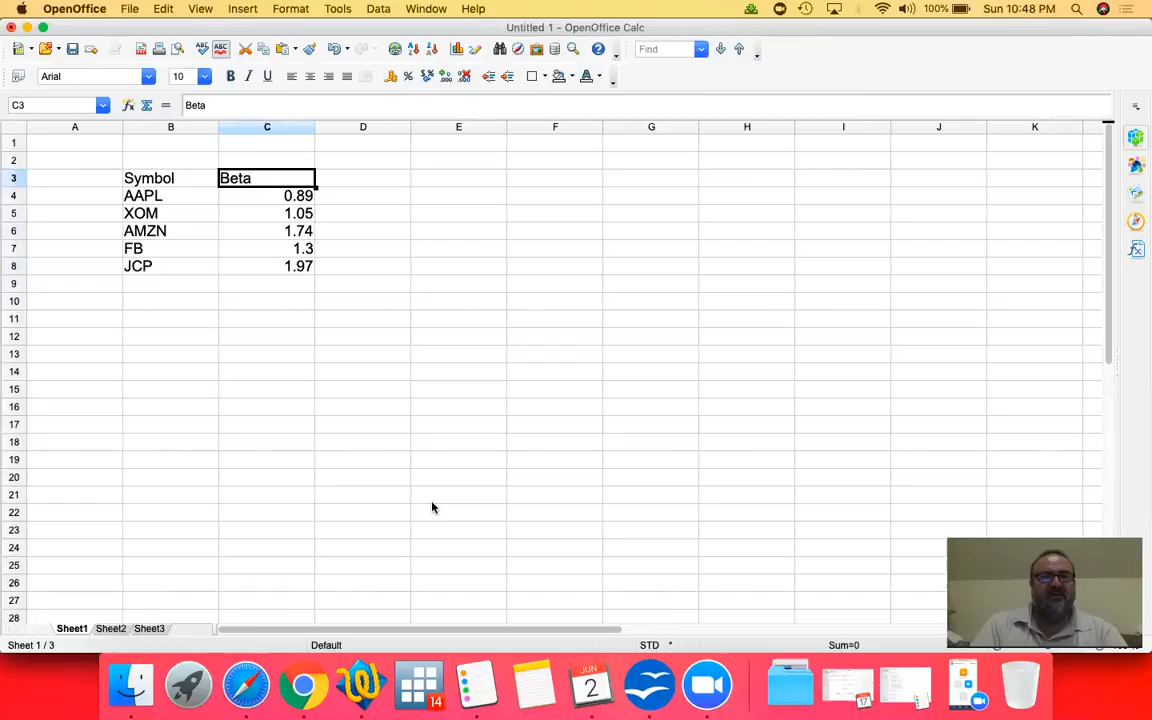 OpenOffice File Edit View Insert Format Tools Data Window Help 100% Sun 10:48 PM
Untitled 1 - OpenOffice Calc
Find
Arial 10
C3 Beta
A B C D E F G H I J K
1
2
3 Symbol Beta
4 AAPL 0.89
5 XOM 1.05
6 AMZN 1.74
7 FB 1.3
8 JCP 1.97
9
10
11
12
13
14
15
16
17
18
19
20
21
22
23
24
25
26
27
28
Sheet1 Sheet2 Sheet3
Sheet 1 / 3 Default STD * Sum=0
14 JUN 2 17